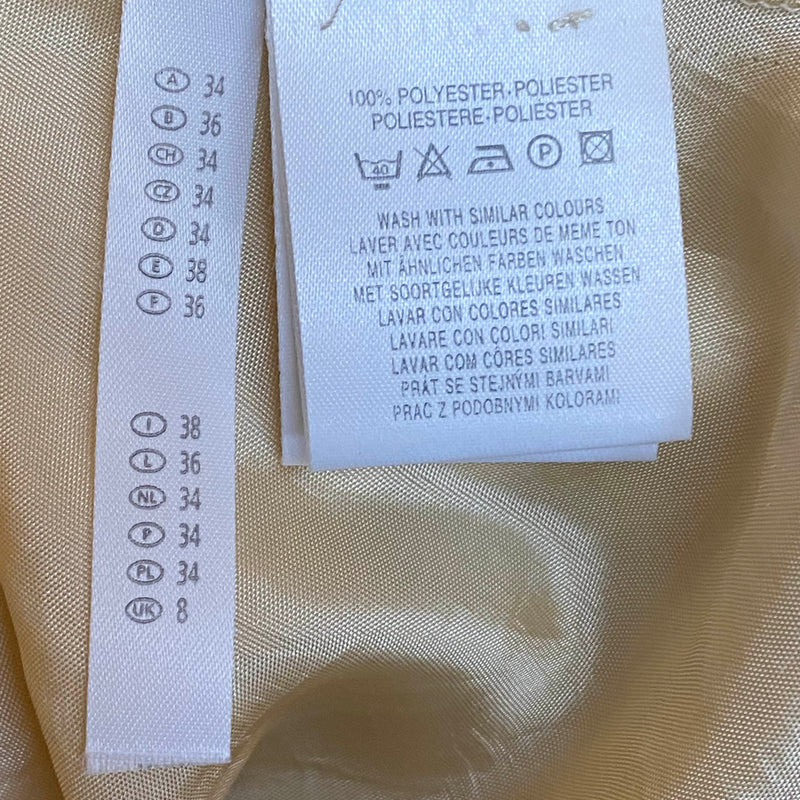 A 34
B 36
CH 34
CZ 34
D 34
E 38
F 36
I 38
L 36
NL 34
P 34
PL 34
UK 8
100% POLYESTER·POLIESTER
POLIESTERE·POLIÉSTER
40
P
WASH WITH SIMILAR COLOURS
LAVER AVEC COULEURS DE MEME TON
MIT ÄHNLICHEN FARBEN WASCHEN
MET SOORTGELIJKE KLEUREN WASSEN
LAVAR CON COLORES SIMILARES
LAVARE CON COLORI SIMILARI
LAVAR COM CÔRES SIMILARES
PRÁT SE STEJNÝMI BARVAMI
PRAĆ Z PODOBNYMI KOLORAMI